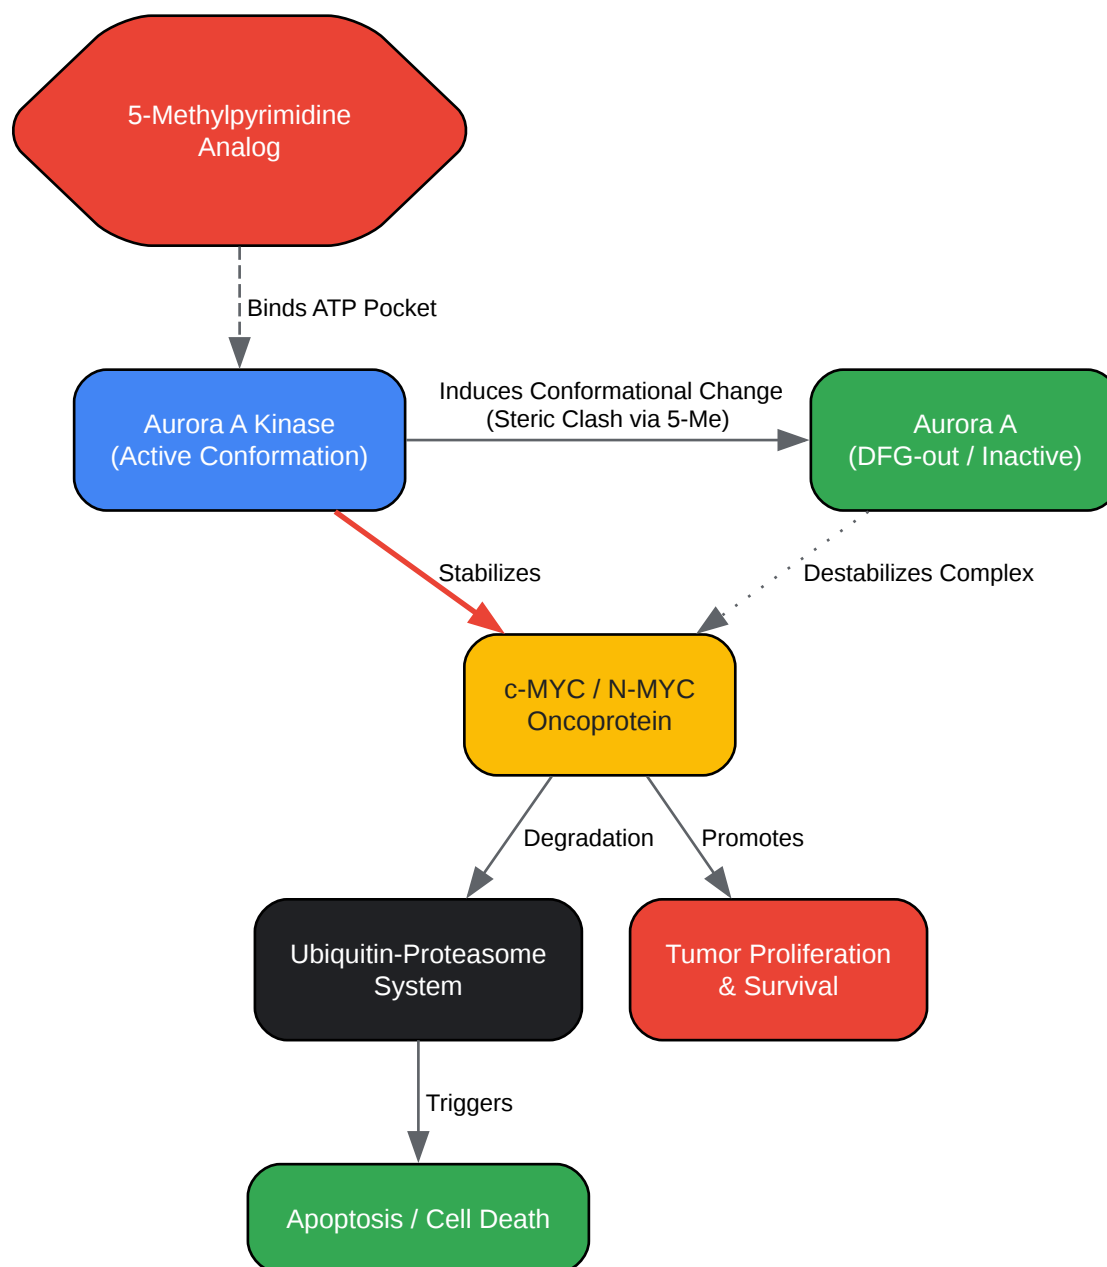 5-Methylpyrimidine
Analog
Binds ATP Pocket
Aurora A Kinase
(Active Conformation)
Induces Conformational Change
(Steric Clash via 5-Me)
Aurora A
(DFG-out / Inactive)
Stabilizes
Destabilizes Complex
c-MYC / N-MYC
Oncoprotein
Degradation
Promotes
Ubiquitin-Proteasome
System
Tumor Proliferation
& Survival
Triggers
Apoptosis / Cell Death